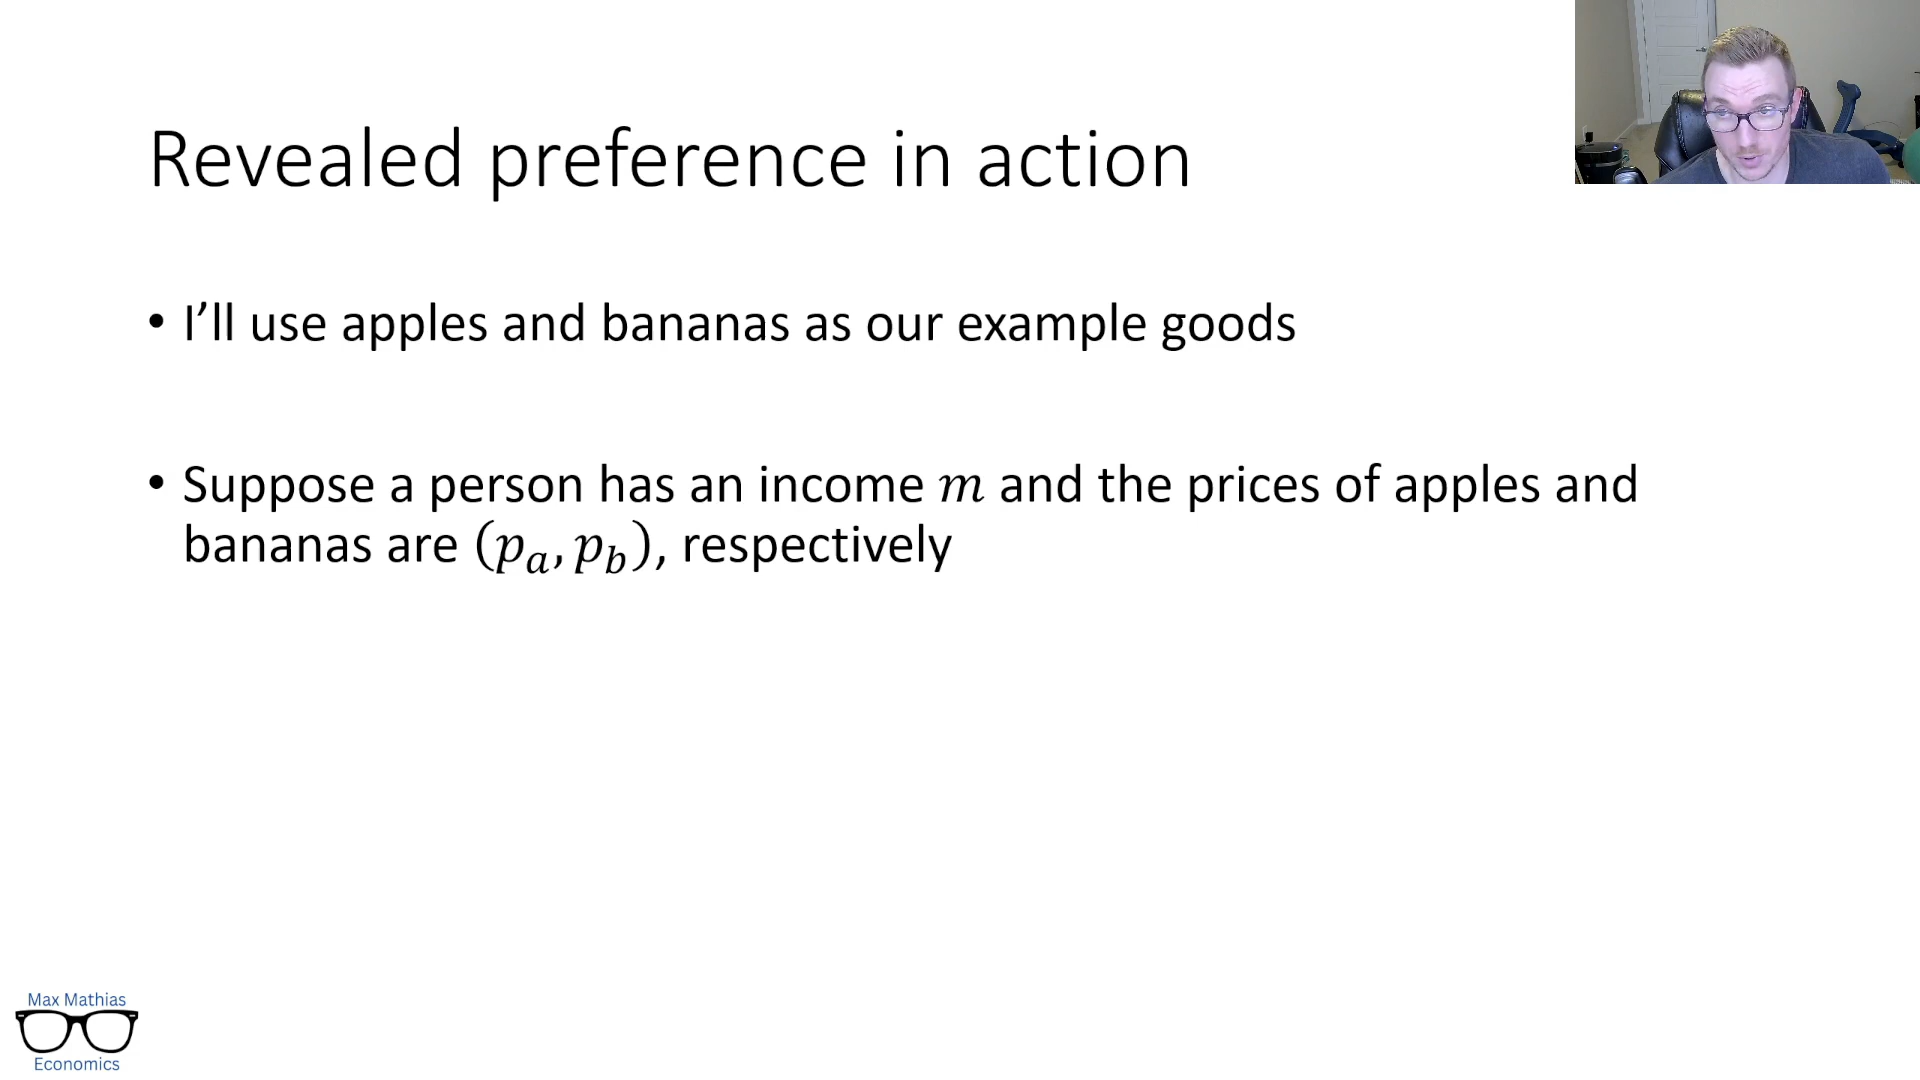 Revealed preference in action
• I’ll use apples and bananas as our example goods
• Suppose a person has an income 𝑚 and the prices of apples and
bananas are (𝑝ₐ, 𝑝_b), respectively
Max Mathias
Economics